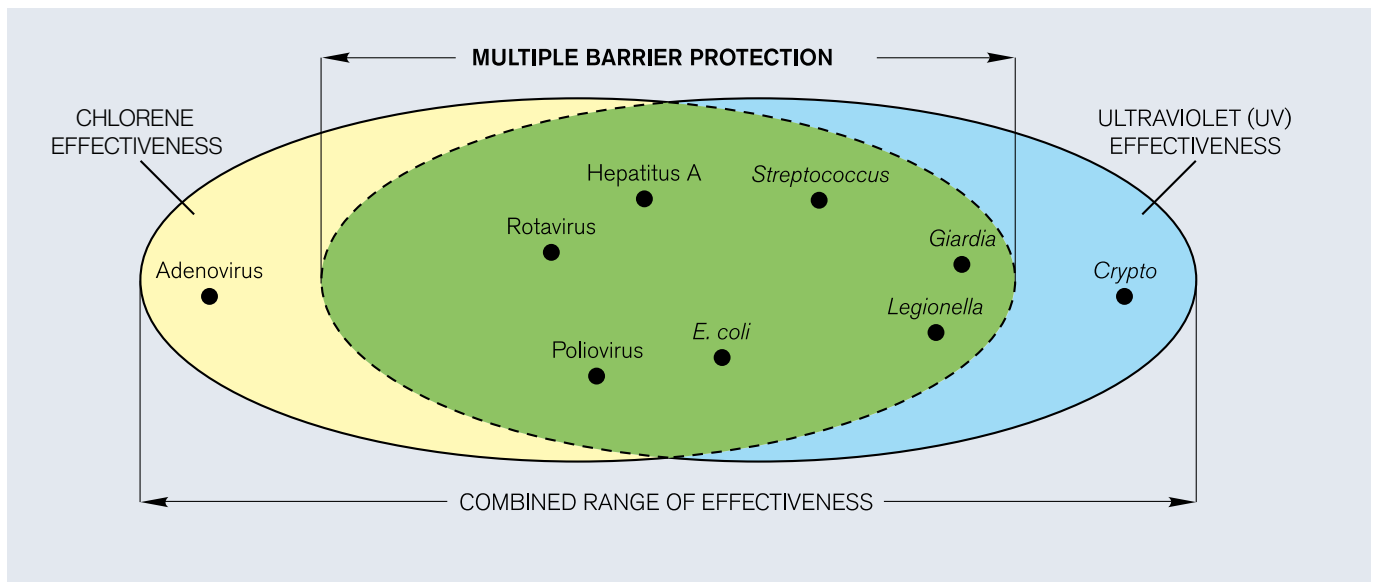 MULTIPLE BARRIER PROTECTION
CHLORENE
EFFECTIVENESS
ULTRAVIOLET (UV)
EFFECTIVENESS
Hepatitus A
Streptococcus
Rotavirus
Giardia
Adenovirus
Crypto
Legionella
E. coli
Poliovirus
COMBINED RANGE OF EFFECTIVENESS